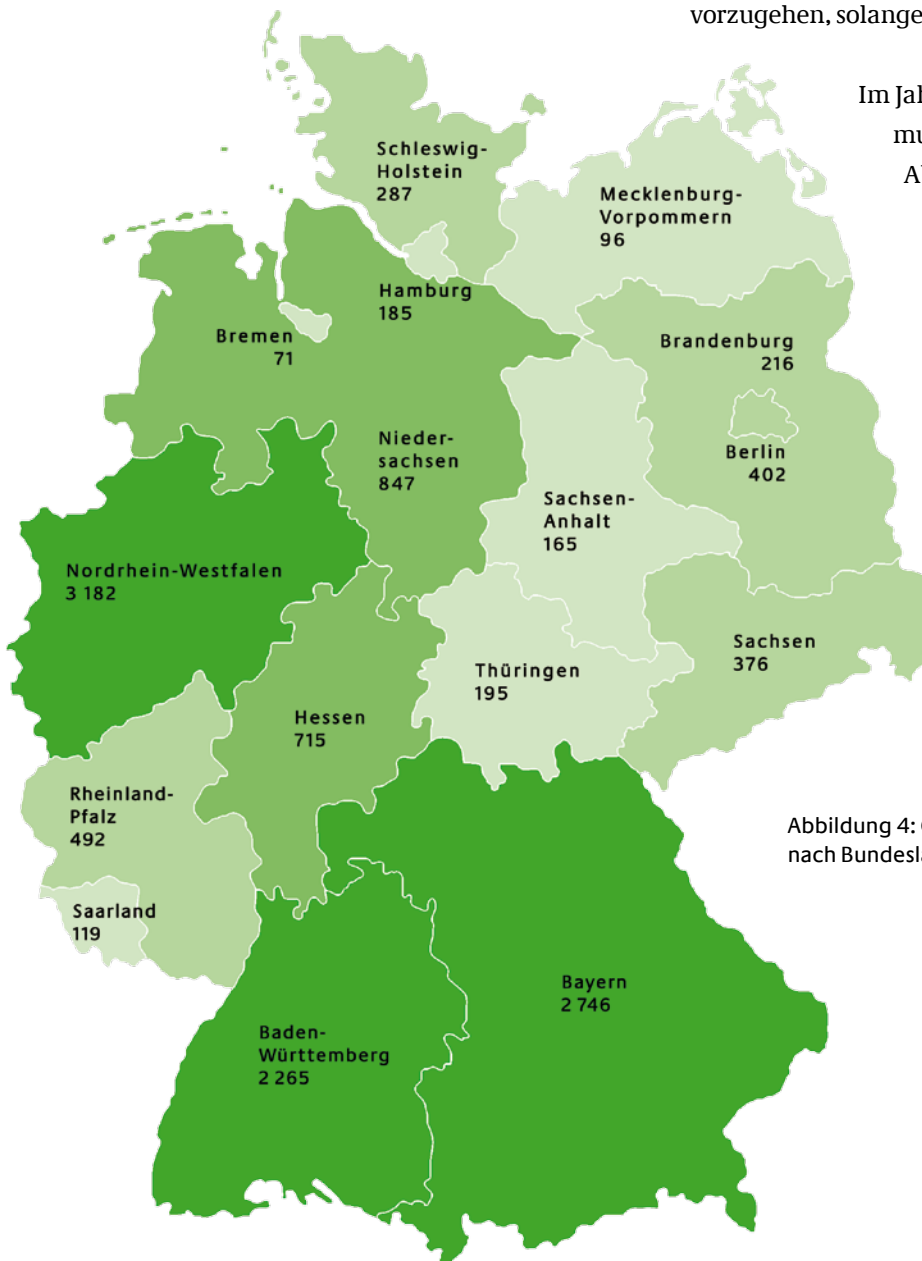 vorzugehen, solange
Im Jah
mu
Schleswig-
Holstein
287
Mecklenburg-
Vorpommern
96
Hamburg
185
Bremen
71
Brandenburg
216
Nieder-
sachsen
847
Berlin
402
Sachsen-
Anhalt
165
Nordrhein-Westfalen
3 182
Sachsen
376
Thüringen
195
Hessen
715
Rheinland-
Pfalz
492
Abbildung 4:
nach Bundesla
Saarland
119
Bayern
2 746
Baden-
Württemberg
2 265